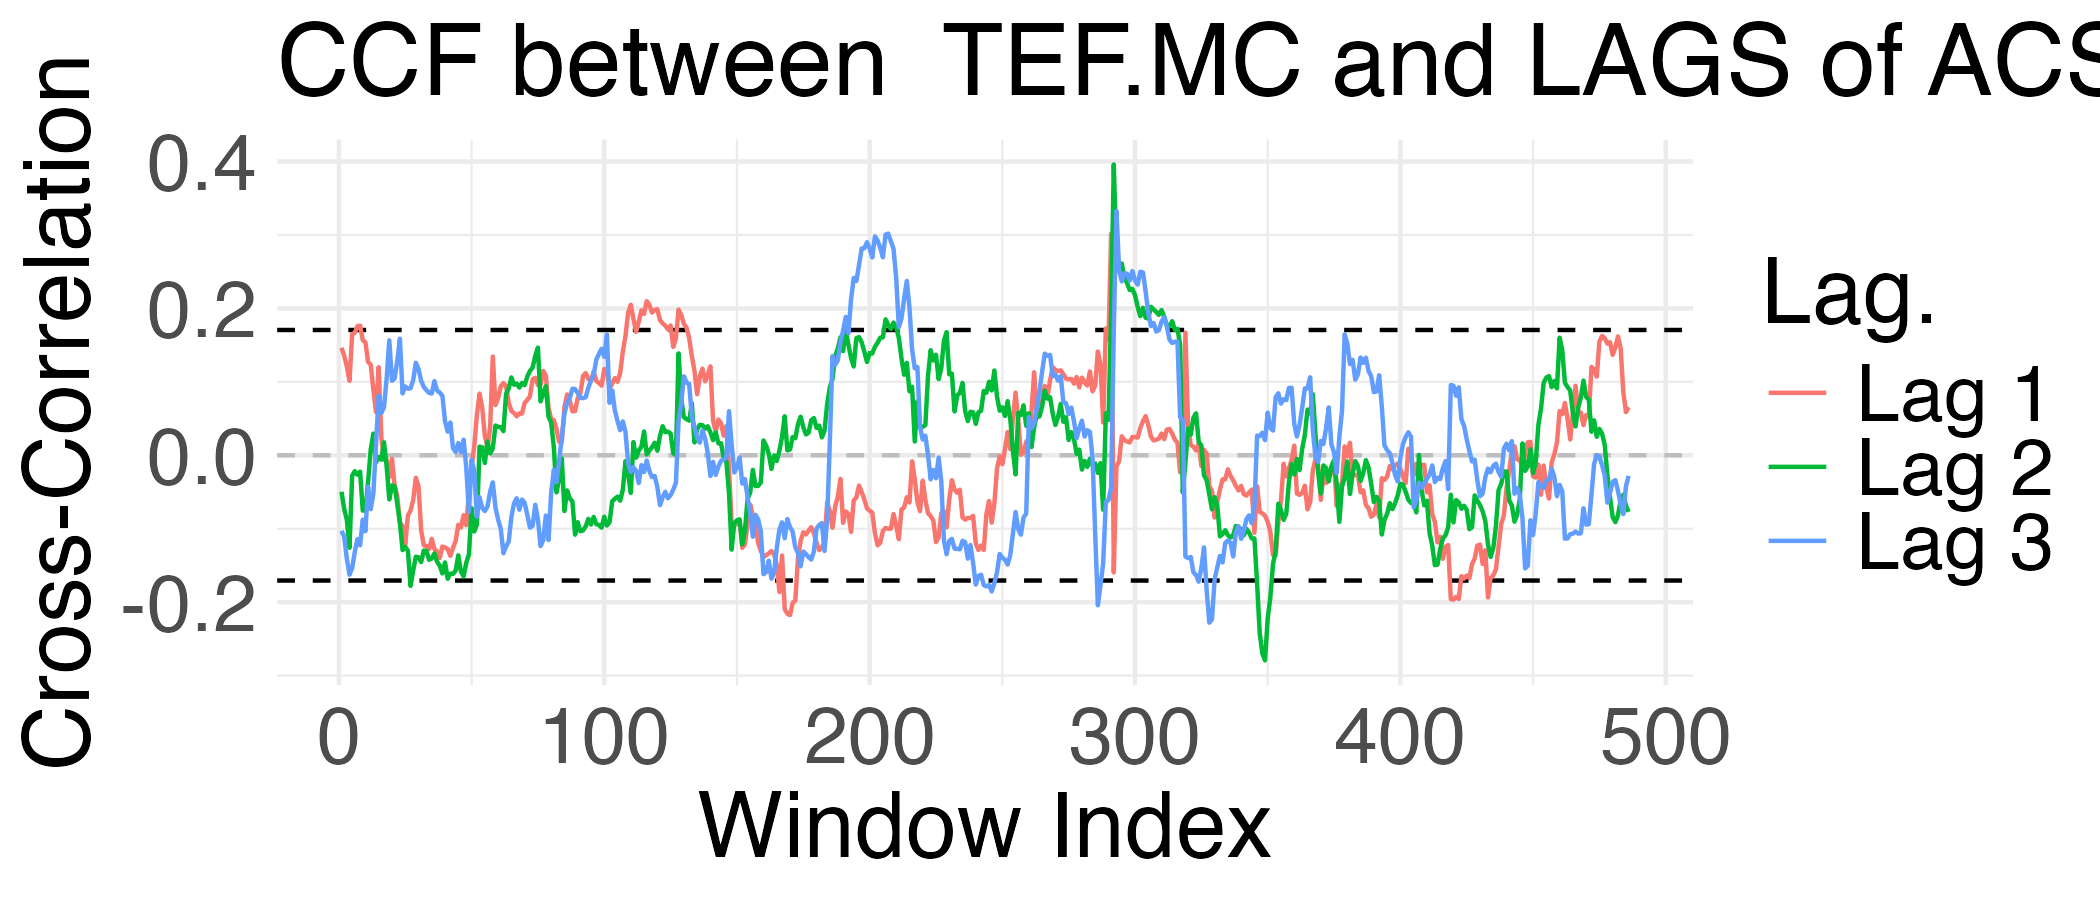 CCF between TEF.MC and LAGS of ACS
Cross-Correlation
0.4
0.2
0.0
-0.2
0 100 200 300 400 500
Window Index
Lag.
Lag 1
Lag 2
Lag 3